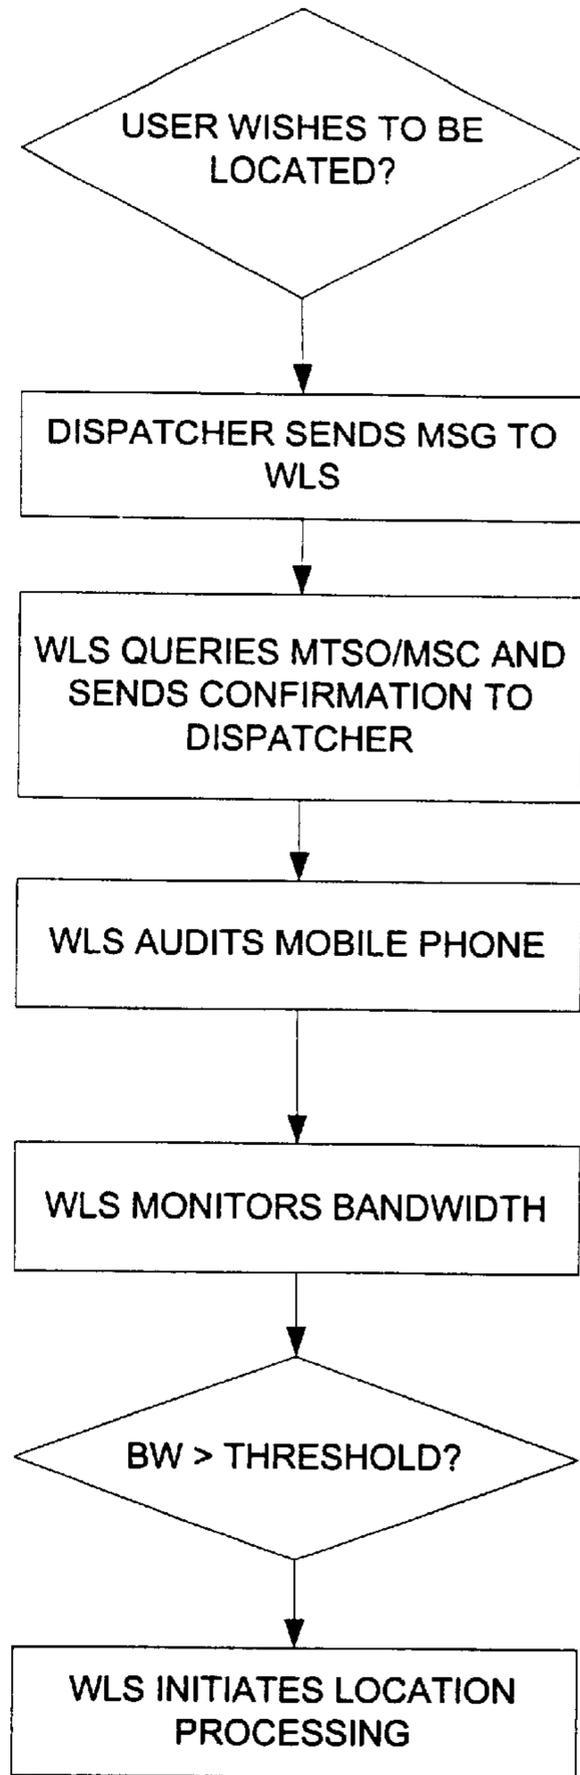 USER WISHES TO BE
LOCATED?
DISPATCHER SENDS MSG TO
WLS
WLS QUERIES MTSO/MSC AND
SENDS CONFIRMATION TO
DISPATCHER
WLS AUDITS MOBILE PHONE
WLS MONITORS BANDWIDTH
BW > THRESHOLD?
WLS INITIATES LOCATION
PROCESSING